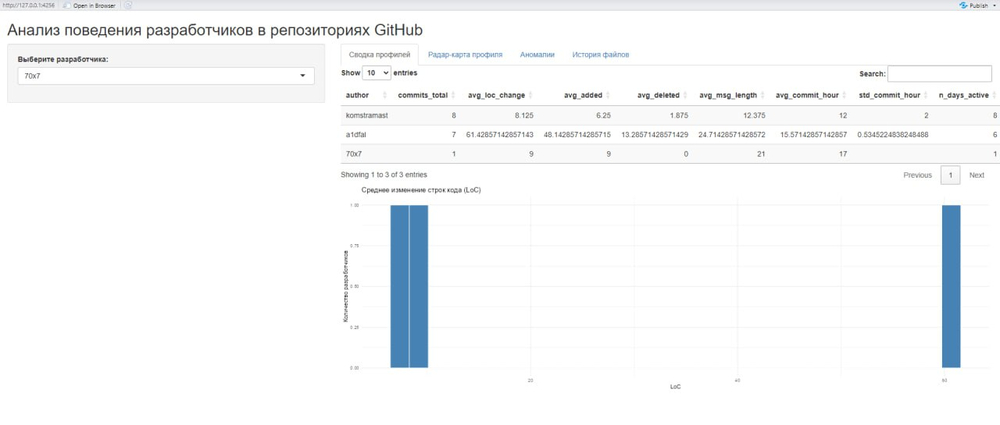 http://127.0.0.1:4256 Open in Browser Publish
Анализ поведения разработчиков в репозиториях GitHub
Выберите разработчика:
70x7
Сводка профилей Радар-карта профиля Аномалии История файлов
Show 10 entries Search:
author commits_total avg_loc_change avg_added avg_deleted avg_msg_length avg_commit_hour std_commit_hour n_days_active
komstramast 8 8.125 6.25 1.875 12.375 12 2 8
a1dfal 7 61.42857142857143 48.14285714285715 13.28571428571429 24.71428571428572 15.57142857142857 0.5345224838248488 6
70x7 1 9 9 0 21 17 1
Showing 1 to 3 of 3 entries Previous 1 Next
Среднее изменение строк кода (LoC)
Количество разработчиков
1.00
0.75
0.50
0.25
0.00
20 40 60
LoC